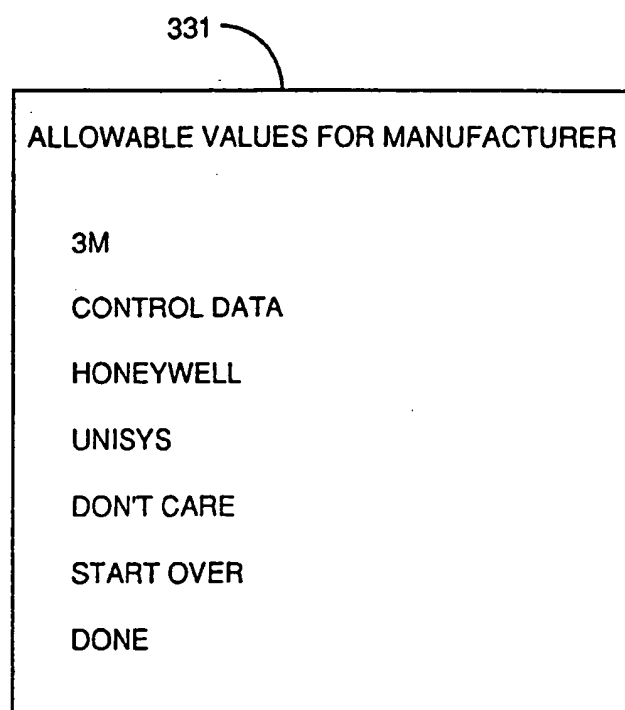 331
ALLOWABLE VALUES FOR MANUFACTURER
3M
CONTROL DATA
HONEYWELL
UNISYS
DON'T CARE
START OVER
DONE